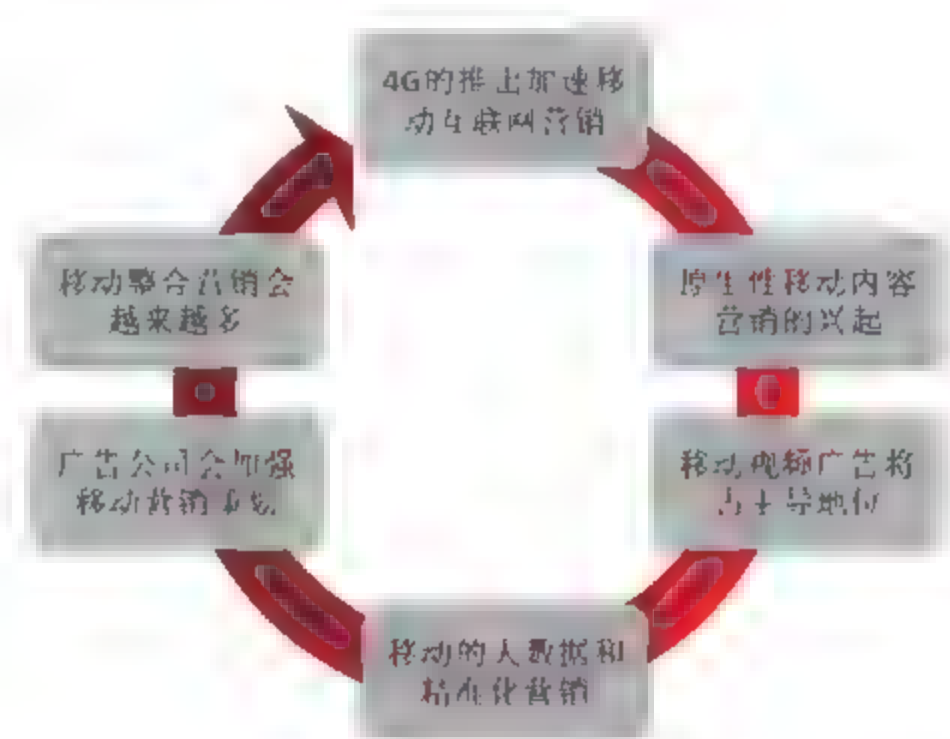 4G的推出加速移
动互联网营销
原生性移动内容
营销的兴起
移动视频广告将
占主导地位
移动的大数据和
精准化营销
广告公司会加强
移动营销业务
移动整合营销会
越来越多